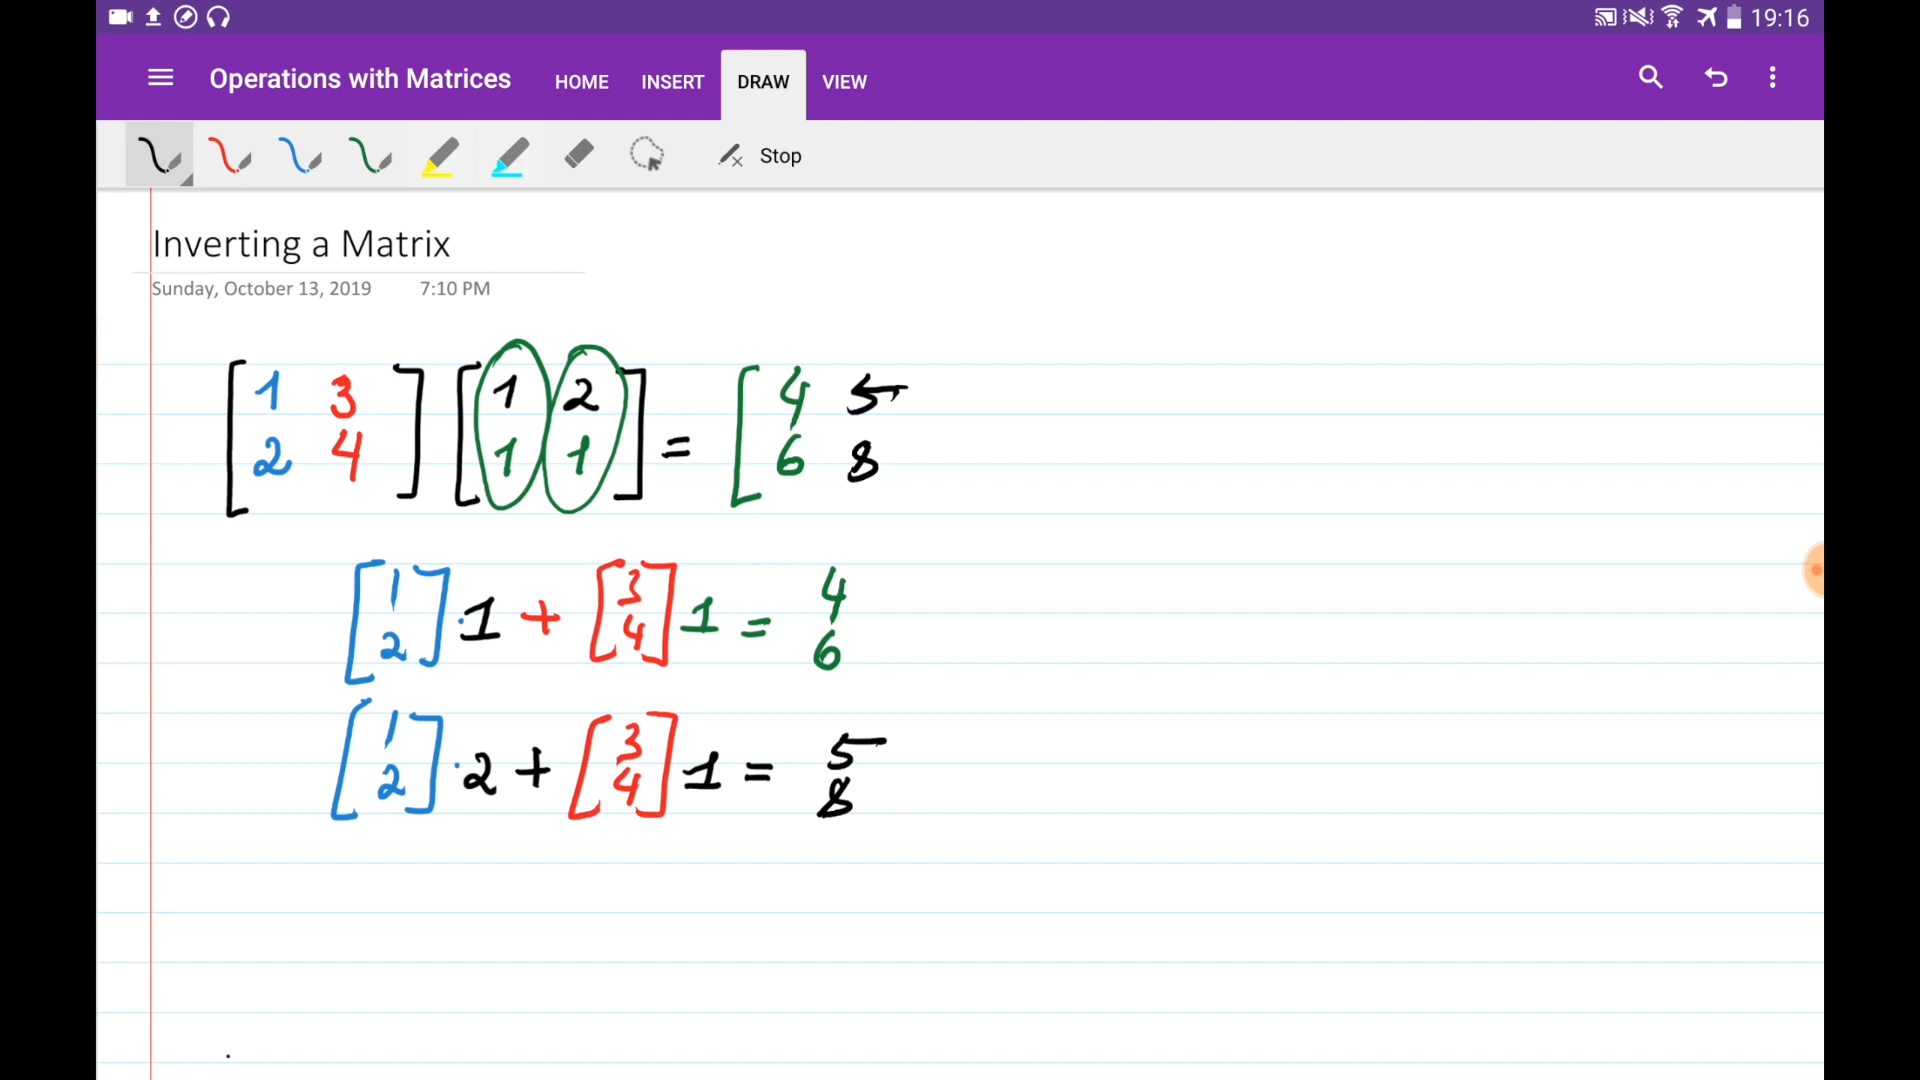 19:16
Operations with Matrices HOME INSERT DRAW VIEW
Stop
Inverting a Matrix
Sunday, October 13, 2019 7:10 PM
[ 1 3 ] [ 1 2 ] = [ 4 5
2 4 1 1 6 8
[ 1 2 ] · 1 + [ 3 4 ] 1 = 4 6
[ 1 2 ] · 2 + [ 3 4 ] 1 = 5 8